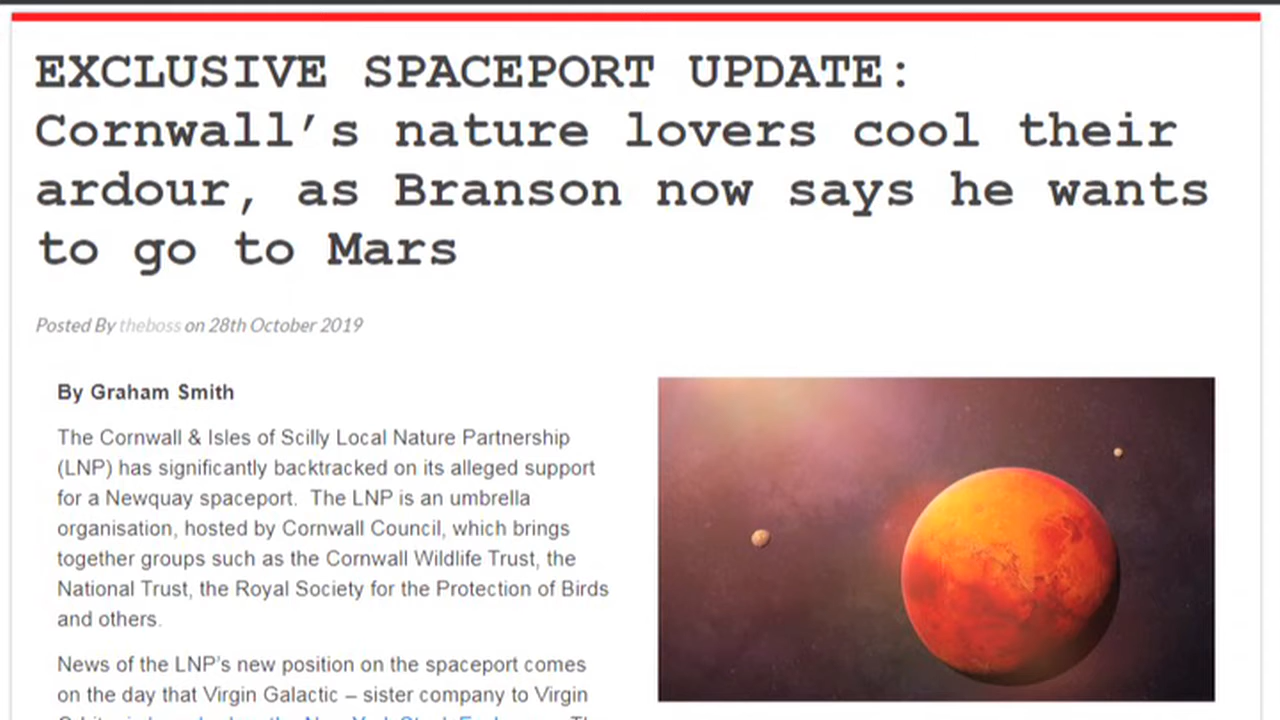 EXCLUSIVE SPACEPORT UPDATE:
Cornwall’s nature lovers cool their
ardour, as Branson now says he wants
to go to Mars
Posted By theboss on 28th October 2019
By Graham Smith
The Cornwall & Isles of Scilly Local Nature Partnership
(LNP) has significantly backtracked on its alleged support
for a Newquay spaceport.  The LNP is an umbrella
organisation, hosted by Cornwall Council, which brings
together groups such as the Cornwall Wildlife Trust, the
National Trust, the Royal Society for the Protection of Birds
and others.
News of the LNP’s new position on the spaceport comes
on the day that Virgin Galactic – sister company to Virgin